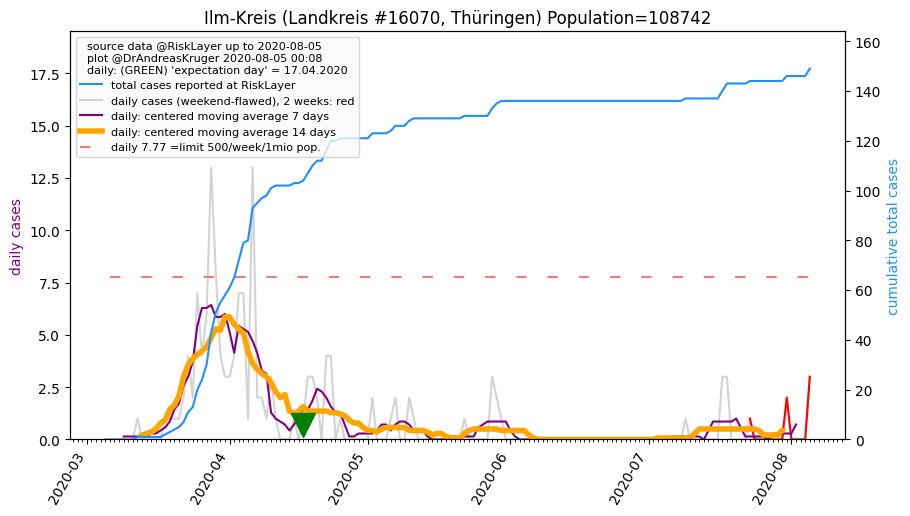 Ilm-Kreis (Landkreis #16070, Thüringen) Population=108742
source data @RiskLayer up to 2020-08-05
plot @DrAndreasKruger 2020-08-05 00:08
daily: (GREEN) 'expectation day' = 17.04.2020
total cases reported at RiskLayer
daily cases (weekend-flawed), 2 weeks: red
daily: centered moving average 7 days
daily: centered moving average 14 days
daily 7.77 =limit 500/week/1mio pop.
daily cases
17.5
15.0
12.5
10.0
7.5
5.0
2.5
0.0
cumulative total cases
160
140
120
100
80
60
40
20
0
2020-03
2020-04
2020-05
2020-06
2020-07
2020-08